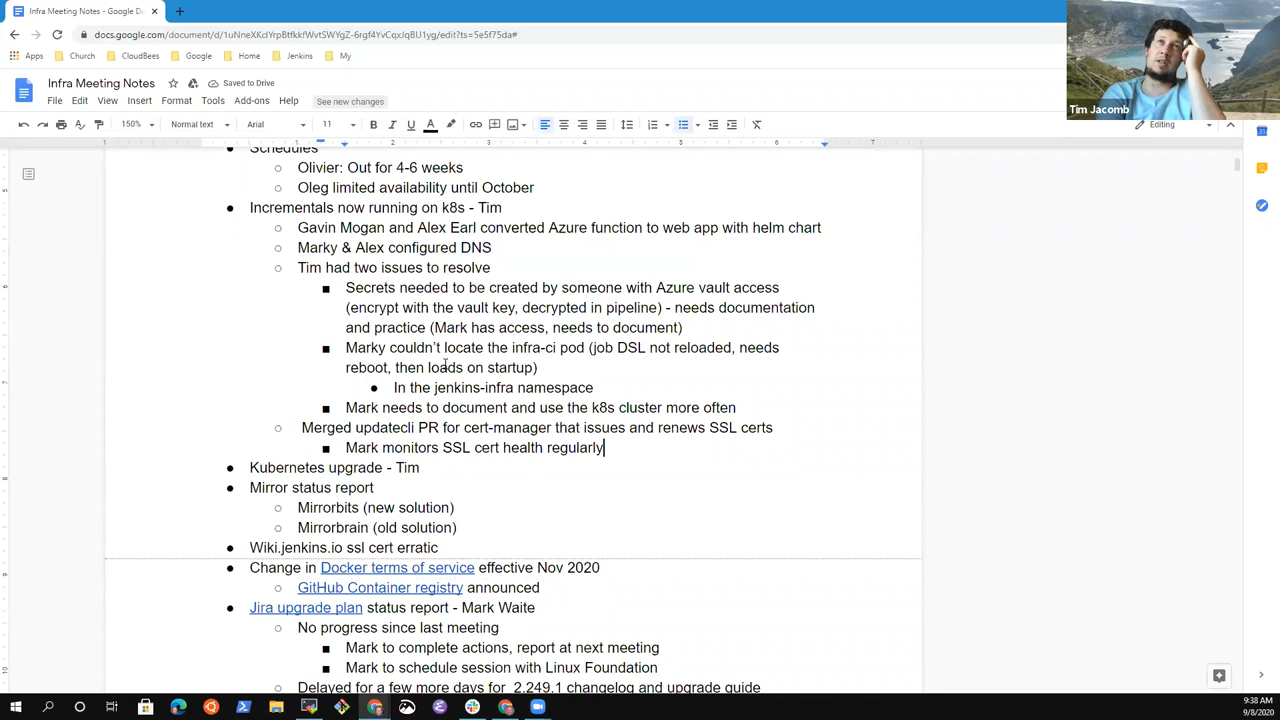 Infra Meeting Notes - Google D
docs.google.com/document/d/1uNneXKcIYrpBtfkkfWvtSWYgZ-6rgf4YvCqxJqBU1yg/edit?ts=5e5f75da#
Apps Church CloudBees Google Home Jenkins My
Infra Meeting Notes Saved to Drive
File Edit View Insert Format Tools Add-ons Help See new changes
150% Normal text Arial 11 Editing
Tim Jacomb
1 1 2 3 4 5 6 7
Schedules
Olivier: Out for 4-6 weeks
Oleg limited availability until October
Incrementals now running on k8s - Tim
Gavin Mogan and Alex Earl converted Azure function to web app with helm chart
Marky & Alex configured DNS
Tim had two issues to resolve
Secrets needed to be created by someone with Azure vault access
(encrypt with the vault key, decrypted in pipeline) - needs documentation
and practice (Mark has access, needs to document)
Marky couldn't locate the infra-ci pod (job DSL not reloaded, needs
reboot, then loads on startup)
In the jenkins-infra namespace
Mark needs to document and use the k8s cluster more often
Merged updatecli PR for cert-manager that issues and renews SSL certs
Mark monitors SSL cert health regularly
Kubernetes upgrade - Tim
Mirror status report
Mirrorbits (new solution)
Mirrorbrain (old solution)
Wiki.jenkins.io ssl cert erratic
Change in Docker terms of service effective Nov 2020
GitHub Container registry announced
Jira upgrade plan status report - Mark Waite
No progress since last meeting
Mark to complete actions, report at next meeting
Mark to schedule session with Linux Foundation
Delayed for a few more days for 2.249.1 changelog and upgrade guide
9:38 AM
9/8/2020